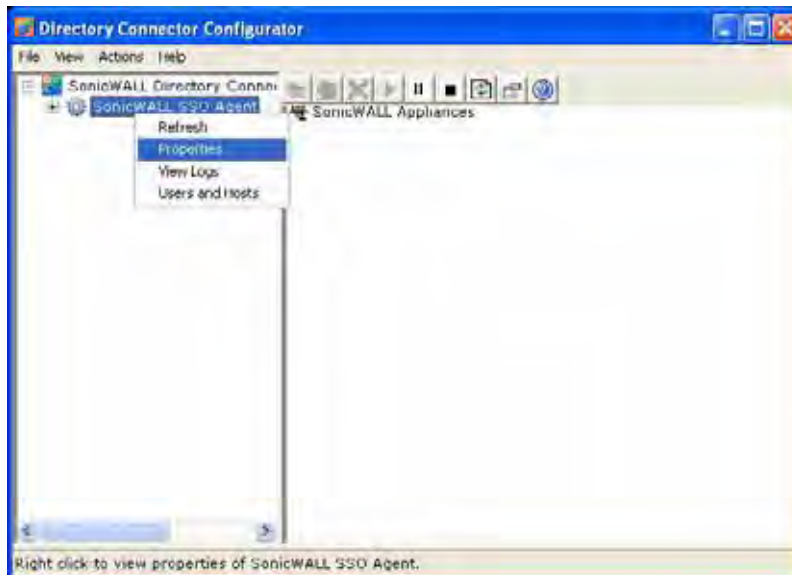 Directory Connector Configurator
File View Actions Help
SonicWALL Directory Conne
SonicWALL SSO Agent
SonicWALL Appliances
Refresh
Properties
View Logs
Users and Hosts
Right click to view properties of SonicWALL SSO Agent.